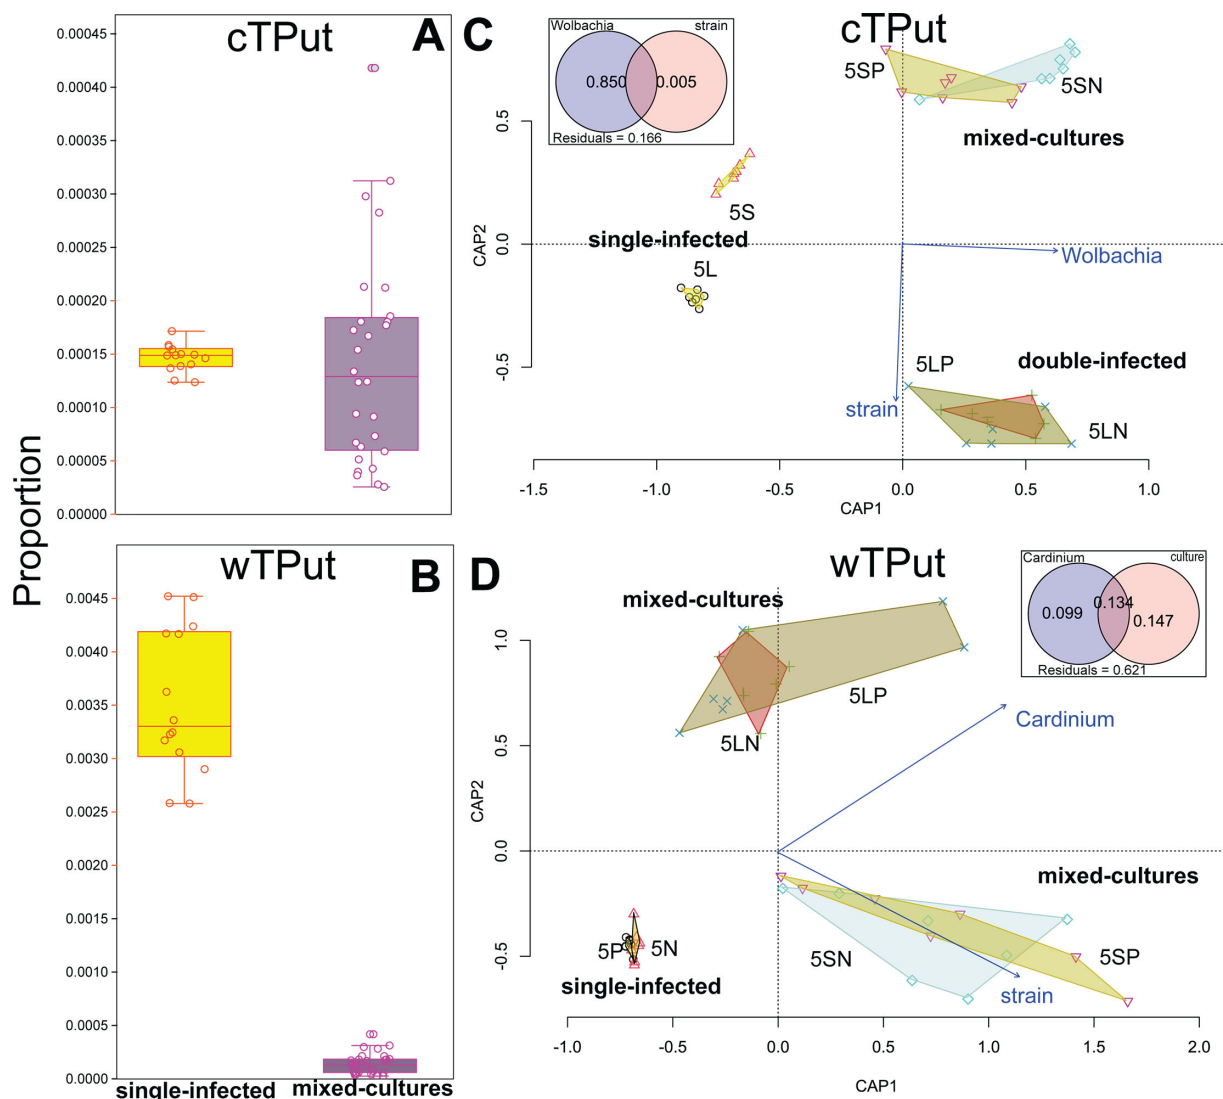 Proportion
cTPut
A
0.00045
0.00040
0.00035
0.00030
0.00025
0.00020
0.00015
0.00010
0.00005
0.00000
wTPut
B
0.0045
0.0040
0.0035
0.0030
0.0025
0.0020
0.0015
0.0010
0.0005
0.0000
single-infected
mixed-cultures
C
cTPut
Wolbachia
strain
0.850
0.005
Residuals = 0.166
5SP
5SN
mixed-cultures
5S
single-infected
5L
Wolbachia
double-infected
5LP
strain
5LN
CAP2
0.5
0.0
-0.5
-1.5
-1.0
-0.5
0.0
0.5
1.0
CAP1
D
wTPut
Cardinium
culture
0.099
0.134
0.147
Residuals = 0.621
mixed-cultures
5LP
5LN
Cardinium
mixed-cultures
5P
5N
single-infected
5SN
5SP
strain
CAP2
1.0
0.5
0.0
-0.5
-1.0
-0.5
0.0
0.5
1.0
1.5
2.0
CAP1